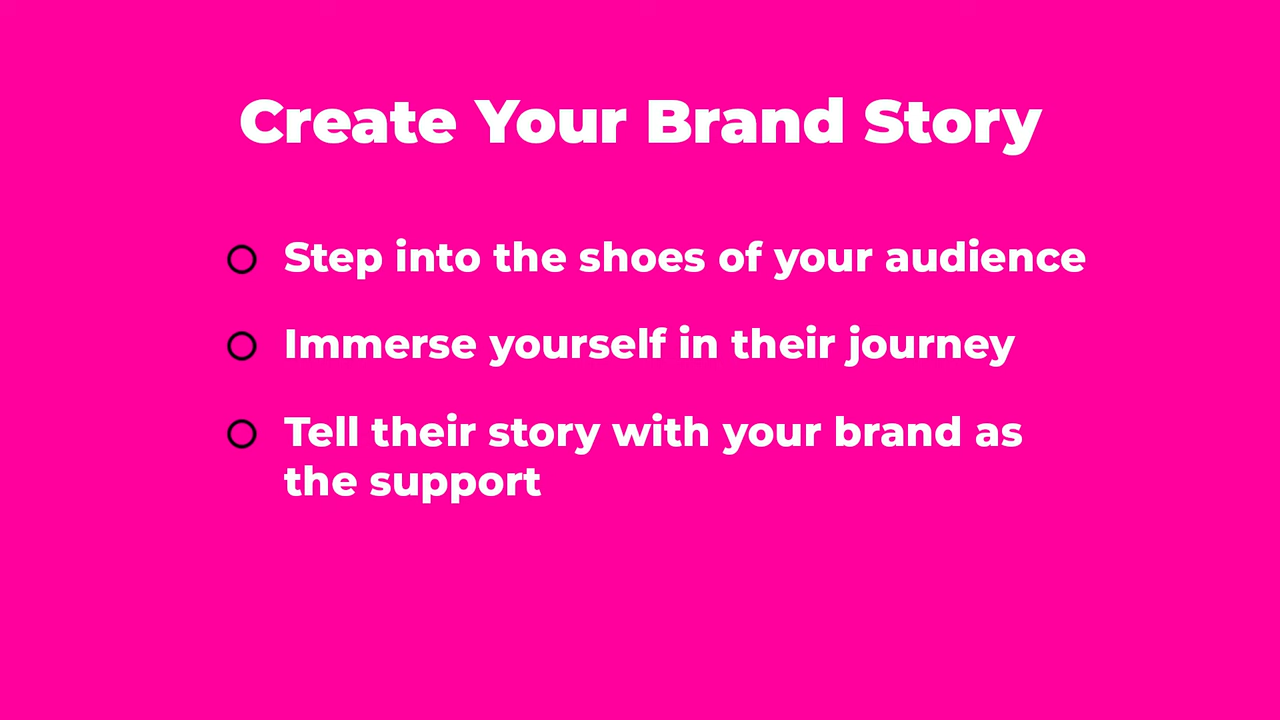 Create Your Brand Story
Step into the shoes of your audience
Immerse yourself in their journey
Tell their story with your brand as
the support